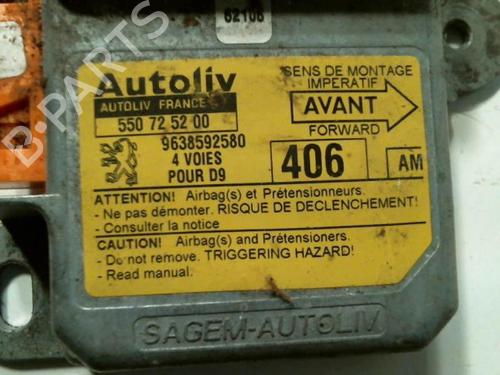 62106
Autoliv
AUTOLIV FRANCE
550 72 52 00
9638592580
4 VOIES
POUR D9
SENS DE MONTAGE
IMPERATIF
AVANT
FORWARD
406
AM
ATTENTION! Airbag(s) et Prétensionneurs.
- Ne pas démonter. RISQUE DE DECLENCHEMENT!
- Consulter la notice
CAUTION! Airbag(s) and Prétensioners.
- Do not remove. TRIGGERING HAZARD!
- Read manual.
SAGEM-AUTOLIV
B-PARTS